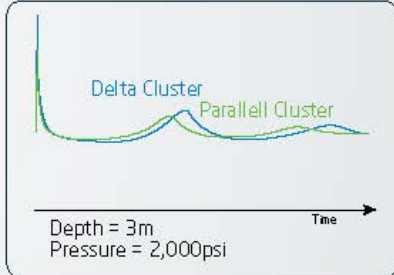 Delta Cluster
Parallell Cluster
Time
Depth = 3m
Pressure = 2,000psi